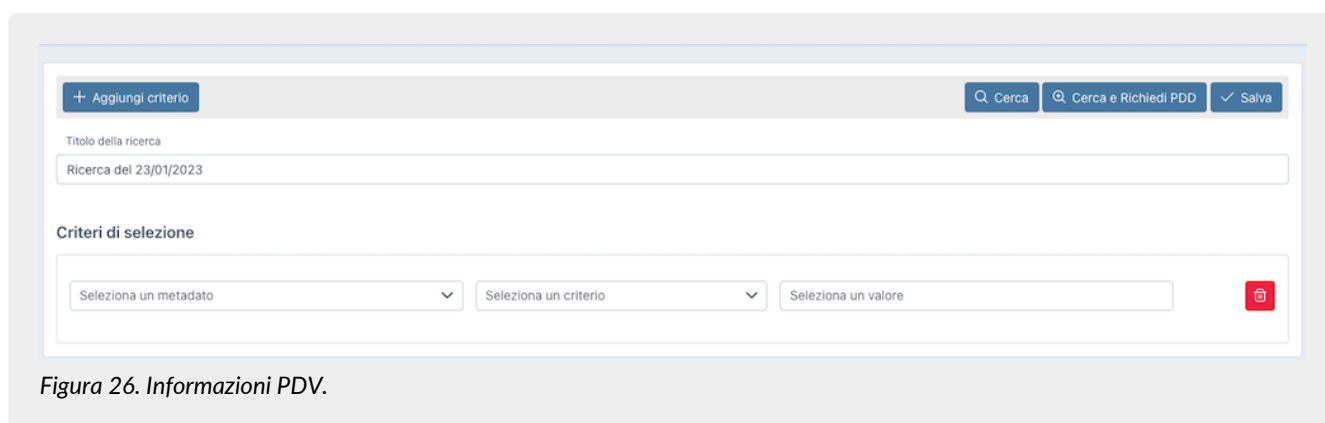 Aggiungi criterio
Cerca
Cerca e Richiedi PDD
Salva
Titolo della ricerca
Ricerca del 23/01/2023
Criteri di selezione
Seleziona un metadato
Seleziona un criterio
Seleziona un valore
Figura 26. Informazioni PDV.